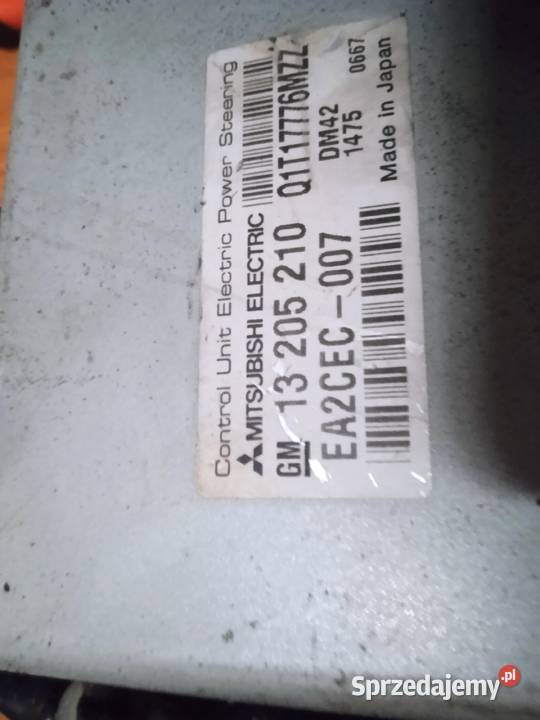 Control Unit Electric Power Steering
MITSUBISHI ELECTRIC
GM 13 205 210 Q1T17776MZZ
EA2CEC-007 DM42
1475 0667
Made in Japan
Sprzedajemy.pl